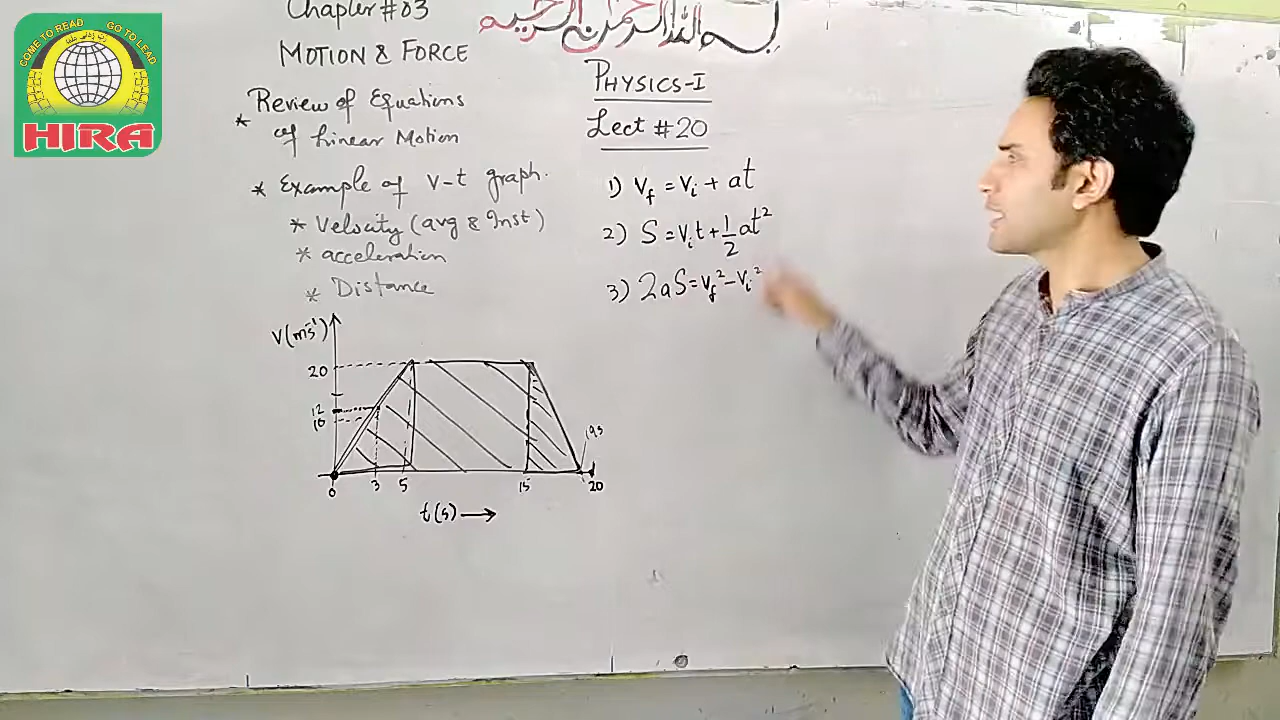 COME TO READ GO TO LEAD
HIRA
Chapter # 03
MOTION & FORCE
* Review of Equations
of Linear Motion
* Example of V-t graph.
* Velocity (avg & Inst)
* acceleration
* Distance
بسم الله الرحمن الرحيم
PHYSICS-I
Lect # 20
1) Vf = Vi + at
2) S = Vit + 1/2 at²
3) 2aS = Vf² - Vi²
V(ms⁻¹)
20
12
10
0 3 5 15 20
t(s) →